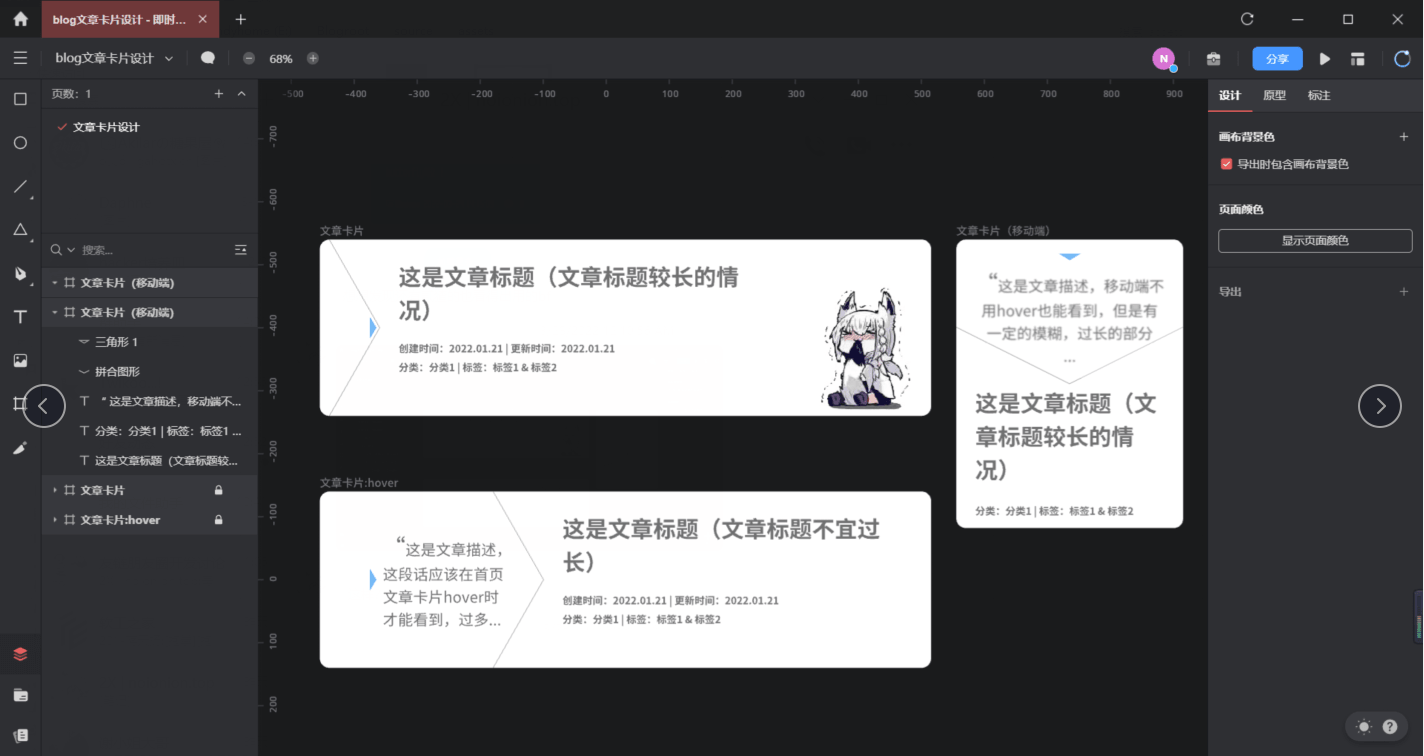 blog文章卡片设计 - 即时...
blog文章卡片设计
68%
N
分享
页数：1
文章卡片设计
搜索...
文章卡片（移动端）
文章卡片（移动端）
三角形 1
拼合图形
“ 这是文章描述，移动端不...
分类：分类1 | 标签：标签1 ...
这是文章标题（文章标题较...
文章卡片
文章卡片:hover
-500 -400 -300 -200 -100 0 100 200 300 400 500 600 700 800 900
-700
-600
-500
-400
-300
-200
-100
0
100
200
文章卡片
这是文章标题（文章标题较长的情
况）
创建时间：2022.01.21 | 更新时间：2022.01.21
分类：分类1 | 标签：标签1 & 标签2
文章卡片:hover
“这是文章描述，
这段话应该在首页
文章卡片hover时
才能看到，过多...
这是文章标题（文章标题不宜过
长）
创建时间：2022.01.21 | 更新时间：2022.01.21
分类：分类1 | 标签：标签1 & 标签2
文章卡片（移动端）
“这是文章描述，移动端不
用hover也能看到，但是有
一定的模糊，过长的部分
...
这是文章标题（文
章标题较长的情
况）
分类：分类1 | 标签：标签1 & 标签2
设计 原型 标注
画布背景色
导出时包含画布背景色
页面颜色
显示页面颜色
导出